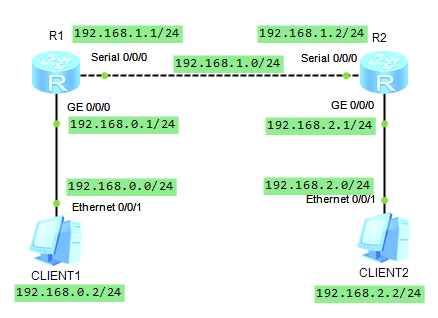 R1
192.168.1.1/24
192.168.1.2/24
R2
Serial 0/0/0
192.168.1.0/24
Serial 0/0/0
R
R
GE 0/0/0
GE 0/0/0
192.168.0.1/24
192.168.2.1/24
192.168.0.0/24
192.168.2.0/24
Ethernet 0/0/1
Ethernet 0/0/1
CLIENT1
CLIENT2
192.168.0.2/24
192.168.2.2/24